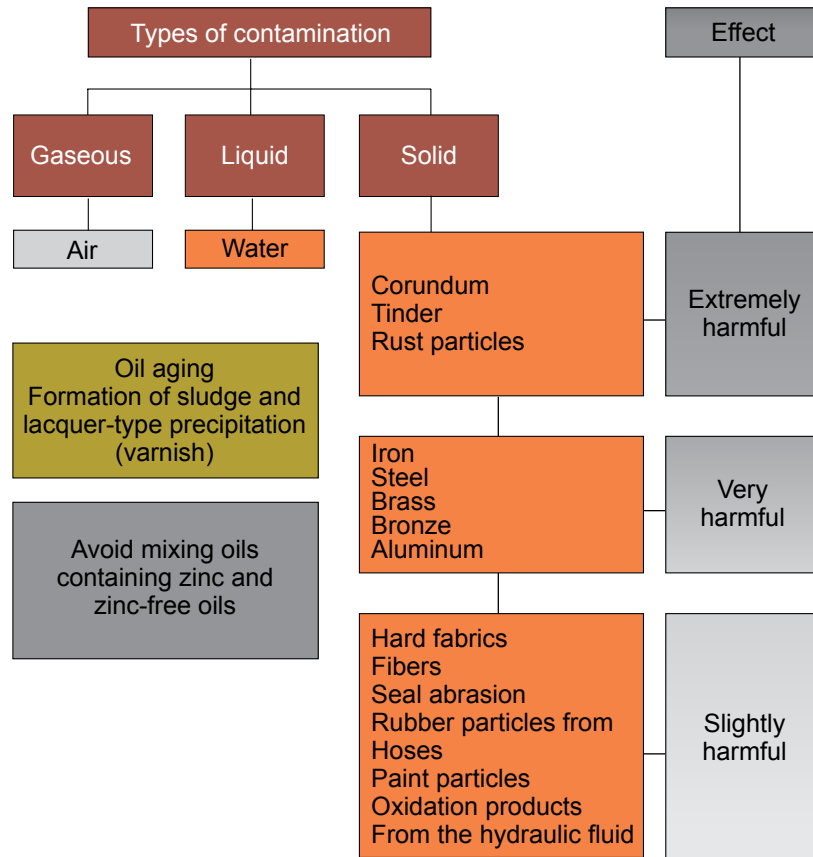 Types of contamination
Effect
Gaseous
Liquid
Solid
Air
Water
Corundum
Tinder
Rust particles
Extremely
harmful
Oil aging
Formation of sludge and
lacquer-type precipitation
(varnish)
Iron
Steel
Brass
Bronze
Aluminum
Very
harmful
Avoid mixing oils
containing zinc and
zinc-free oils
Hard fabrics
Fibers
Seal abrasion
Rubber particles from
Hoses
Paint particles
Oxidation products
From the hydraulic fluid
Slightly
harmful